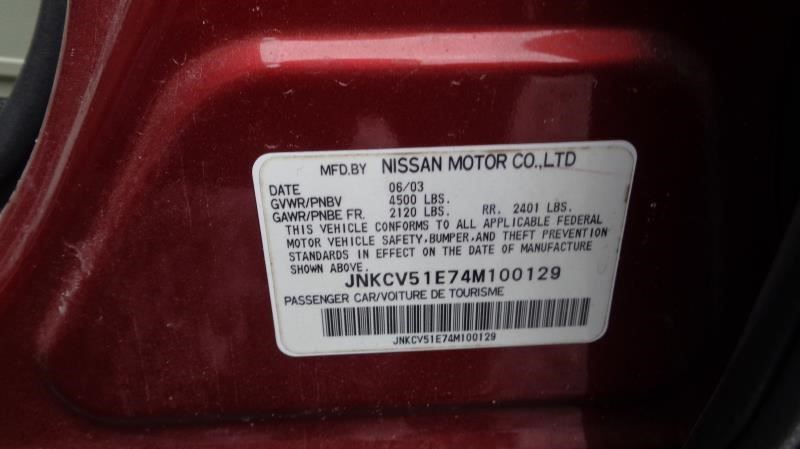 MFD.BY NISSAN MOTOR CO.,LTD
DATE 06/03
GVWR/PNBV 4500 LBS.
GAWR/PNBE FR. 2120 LBS. RR. 2401 LBS.
THIS VEHICLE CONFORMS TO ALL APPLICABLE FEDERAL
MOTOR VEHICLE SAFETY, BUMPER, AND THEFT PREVENTION
STANDARDS IN EFFECT ON THE DATE OF MANUFACTURE
SHOWN ABOVE.
JNKCV51E74M100129
PASSENGER CAR/VOITURE DE TOURISME
JNKCV51E74M100129